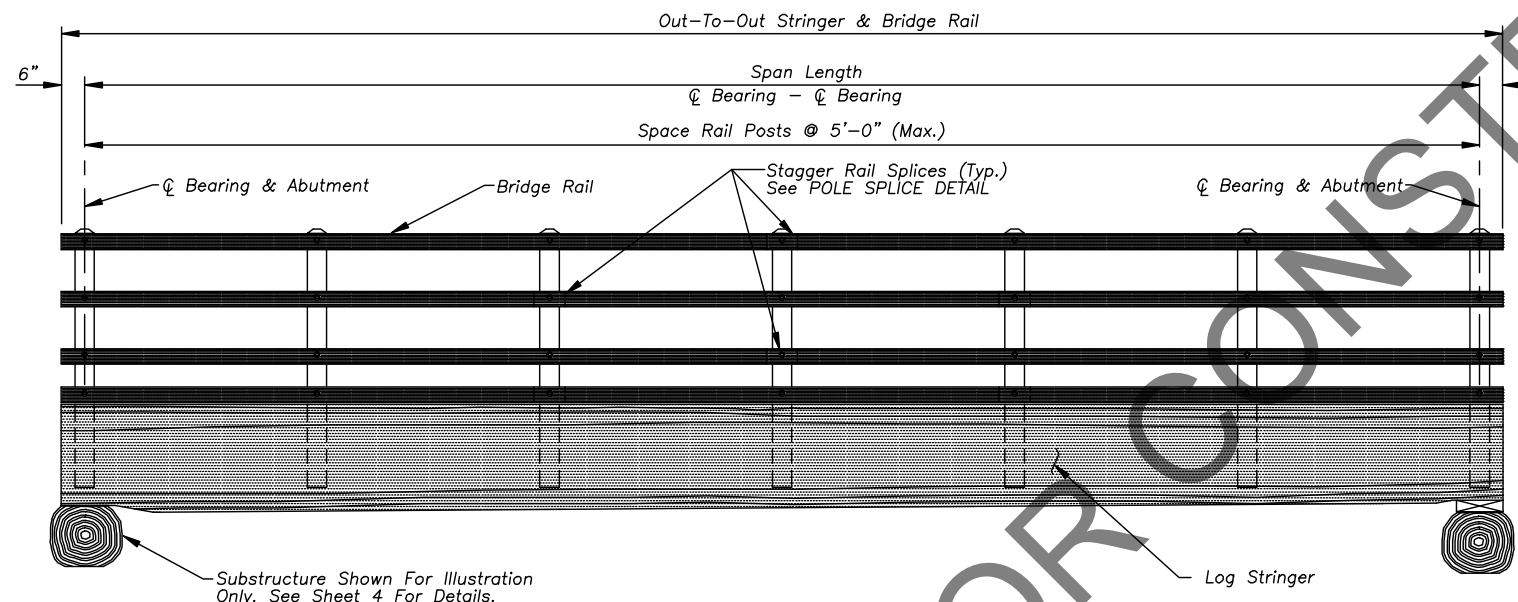 Out-To-Out Stringer & Bridge Rail
6"
Span Length
℄ Bearing - ℄ Bearing
Space Rail Posts @ 5'-0" (Max.)
℄ Bearing & Abutment
Bridge Rail
Stagger Rail Splices (Typ.)
See POLE SPLICE DETAIL
℄ Bearing & Abutment
Log Stringer
Substructure Shown For Illustration
Only. See Sheet 4 For Details.